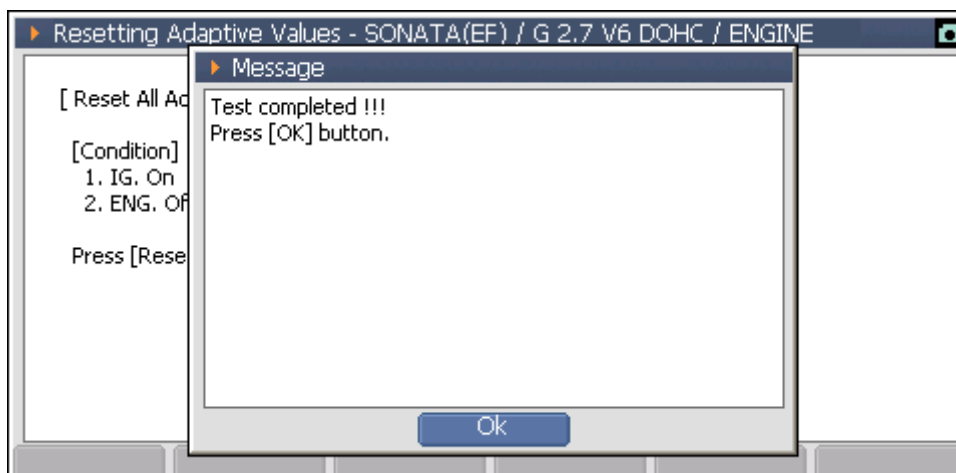 Resetting Adaptive Values - SONATA(EF) / G 2.7 V6 DOHC / ENGINE
Message
[ Reset All Ad
Test completed !!!
Press [OK] button.
[Condition]
1. IG. On
2. ENG. Of
Press [Rese
Ok